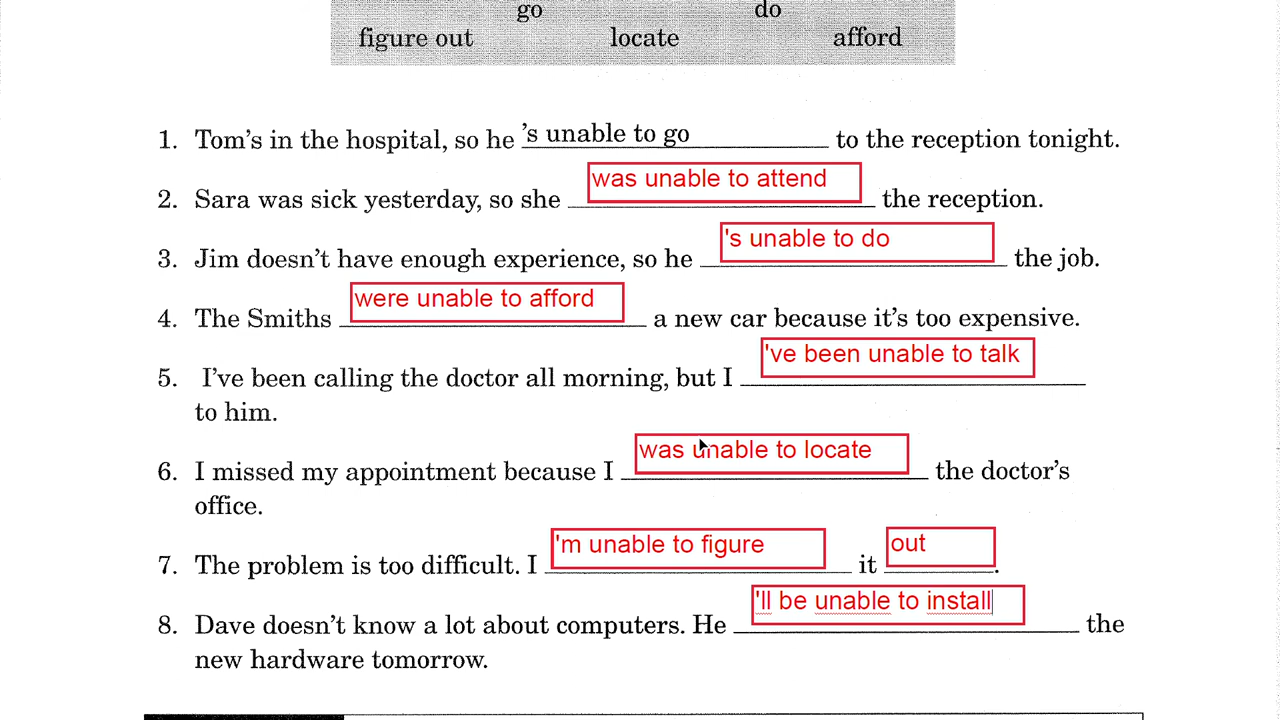 go do
figure out locate afford
1. Tom's in the hospital, so he 's unable to go to the reception tonight.
2. Sara was sick yesterday, so she was unable to attend the reception.
3. Jim doesn't have enough experience, so he 's unable to do the job.
4. The Smiths were unable to afford a new car because it's too expensive.
5. I've been calling the doctor all morning, but I 've been unable to talk
to him.
6. I missed my appointment because I was unable to locate the doctor's
office.
7. The problem is too difficult. I 'm unable to figure it out.
8. Dave doesn't know a lot about computers. He 'll be unable to install the
new hardware tomorrow.